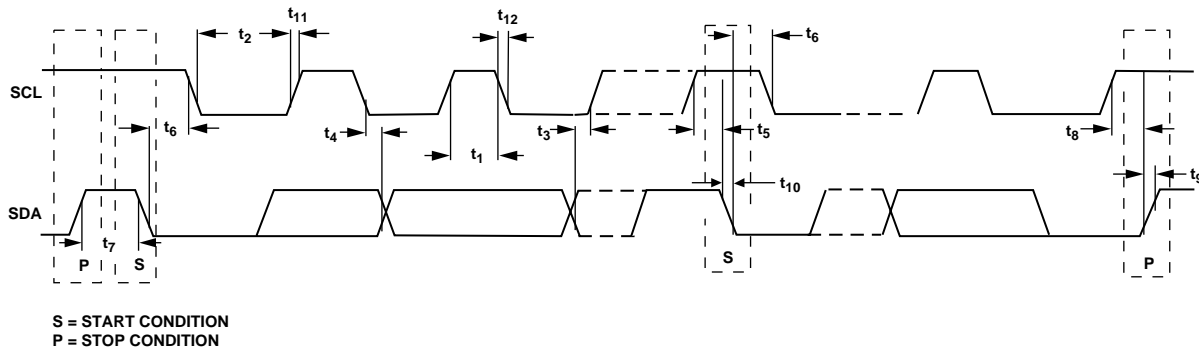 t11
t12
t2
t6
SCL
t6
t4
t3
t5
t8
t1
t10
t9
SDA
t7
P
S
S
P
S = START CONDITION
P = STOP CONDITION